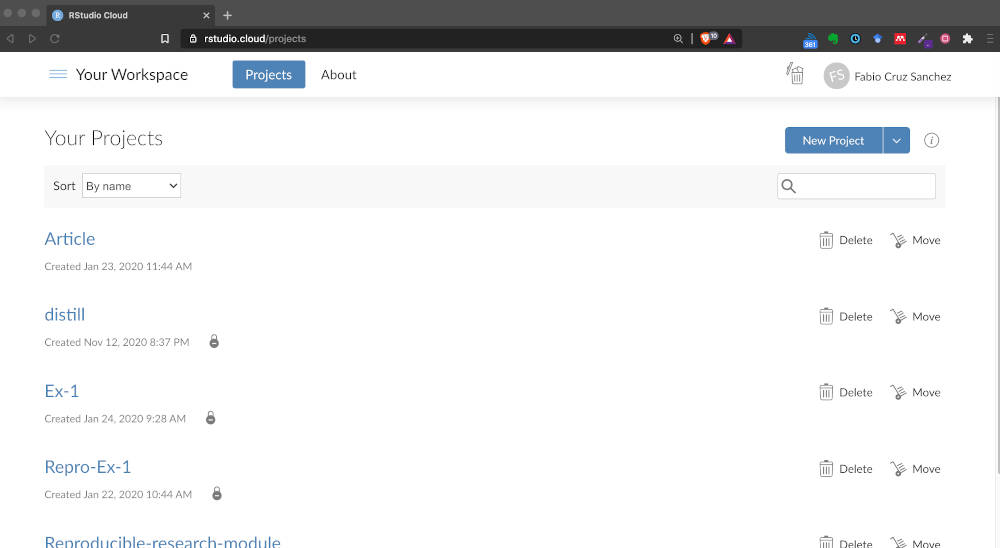 RStudio Cloud
rstudio.cloud/projects
10
361
Your Workspace Projects About FS Fabio Cruz Sanchez
Your Projects New Project
Sort By name
Article Delete Move
Created Jan 23, 2020 11:44 AM
distill Delete Move
Created Nov 12, 2020 8:37 PM
Ex-1 Delete Move
Created Jan 24, 2020 9:28 AM
Repro-Ex-1 Delete Move
Created Jan 22, 2020 10:44 AM
Reproducible-research-module Delete Move